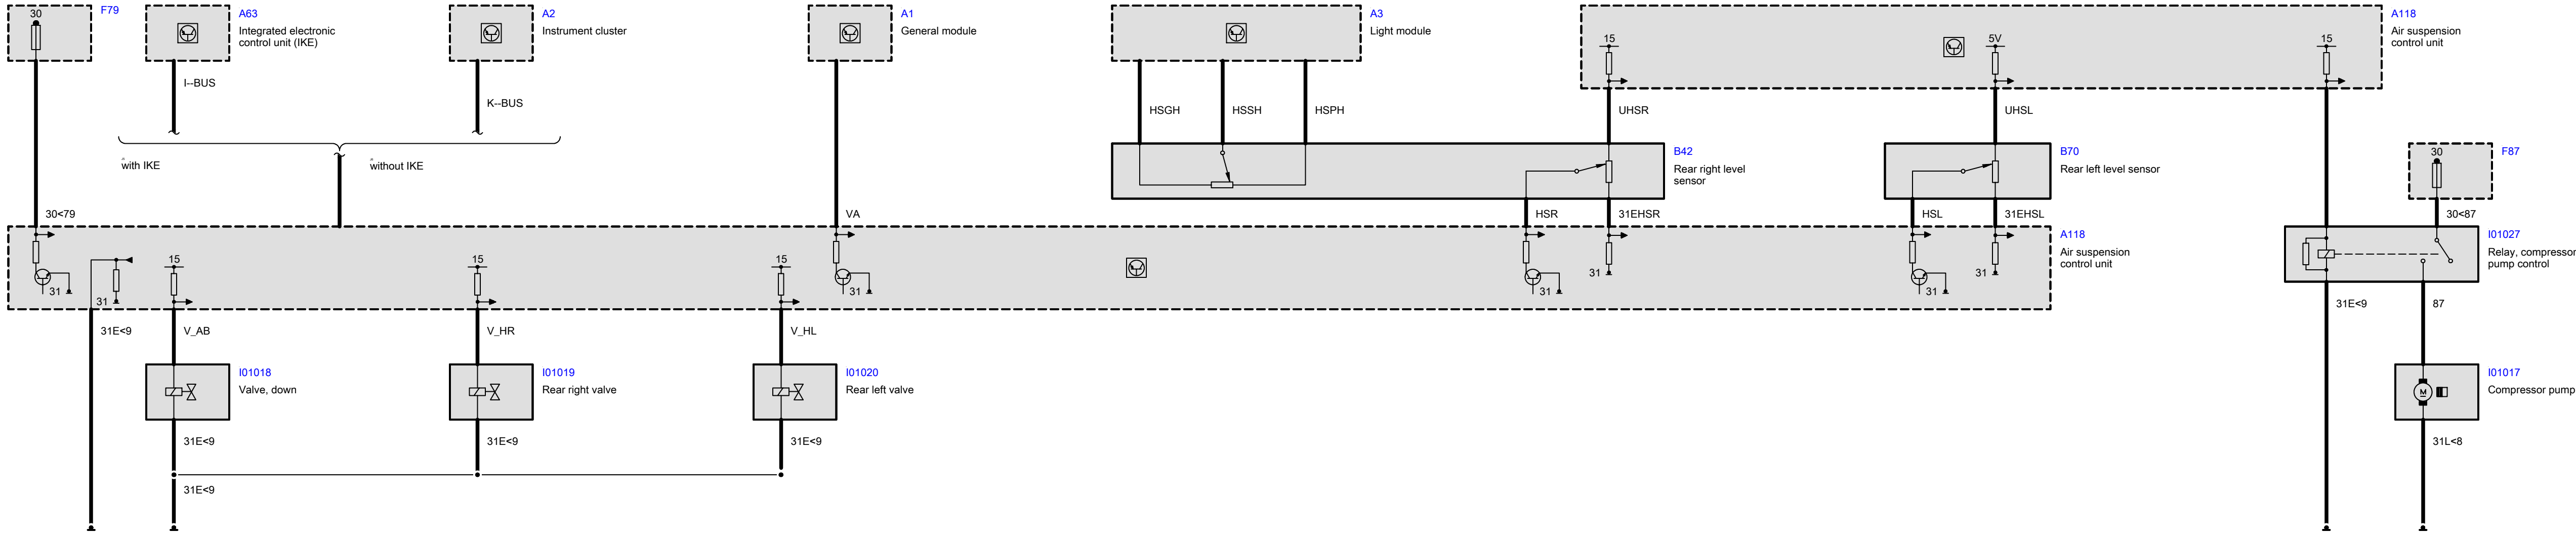 30
F79
A63
Integrated electronic
control unit (IKE)
A2
Instrument cluster
A1
General module
A3
Light module
15
5V
15
A118
Air suspension
control unit
I--BUS
K--BUS
HSGH
HSSH
HSPH
UHSR
UHSL
"with IKE
"without IKE
B42
Rear right level
sensor
B70
Rear left level sensor
30
F87
30<79
VA
HSR
31EHSR
HSL
31EHSL
30<87
31
31
15
15
15
31
31
31
31
31
A118
Air suspension
control unit
I01027
Relay, compressor
pump control
31E<9
V_AB
V_HR
V_HL
31E<9
87
I01018
Valve, down
I01019
Rear right valve
I01020
Rear left valve
M
I01017
Compressor pump
31E<9
31E<9
31E<9
31L<8
31E<9